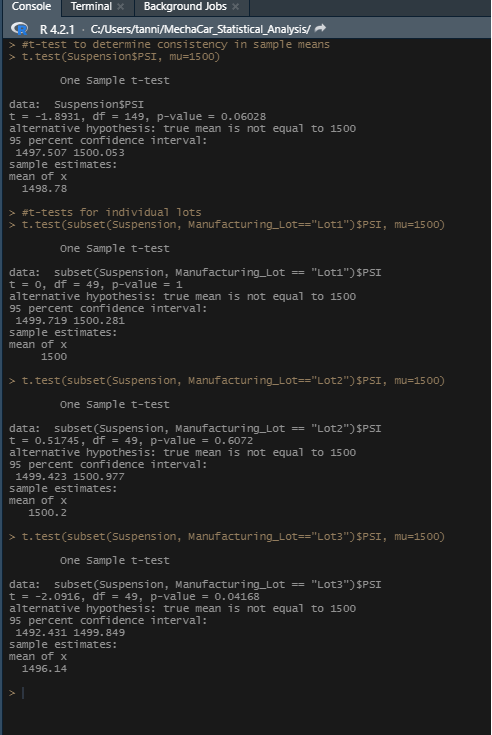 Console Terminal × Background Jobs ×
R 4.2.1 · C:/Users/tanni/MechaCar_Statistical_Analysis/
> #t-test to determine consistency in sample means
> t.test(Suspension$PSI, mu=1500)
One Sample t-test
data:  Suspension$PSI
t = -1.8931, df = 149, p-value = 0.06028
alternative hypothesis: true mean is not equal to 1500
95 percent confidence interval:
1497.507 1500.053
sample estimates:
mean of x
1498.78
> #t-tests for individual lots
> t.test(subset(Suspension, Manufacturing_Lot=="Lot1")$PSI, mu=1500)
One Sample t-test
data:  subset(Suspension, Manufacturing_Lot == "Lot1")$PSI
t = 0, df = 49, p-value = 1
alternative hypothesis: true mean is not equal to 1500
95 percent confidence interval:
1499.719 1500.281
sample estimates:
mean of x
1500
> t.test(subset(Suspension, Manufacturing_Lot=="Lot2")$PSI, mu=1500)
One Sample t-test
data:  subset(Suspension, Manufacturing_Lot == "Lot2")$PSI
t = 0.51745, df = 49, p-value = 0.6072
alternative hypothesis: true mean is not equal to 1500
95 percent confidence interval:
1499.423 1500.977
sample estimates:
mean of x
1500.2
> t.test(subset(Suspension, Manufacturing_Lot=="Lot3")$PSI, mu=1500)
One Sample t-test
data:  subset(Suspension, Manufacturing_Lot == "Lot3")$PSI
t = -2.0916, df = 49, p-value = 0.04168
alternative hypothesis: true mean is not equal to 1500
95 percent confidence interval:
1492.431 1499.849
sample estimates:
mean of x
1496.14
>